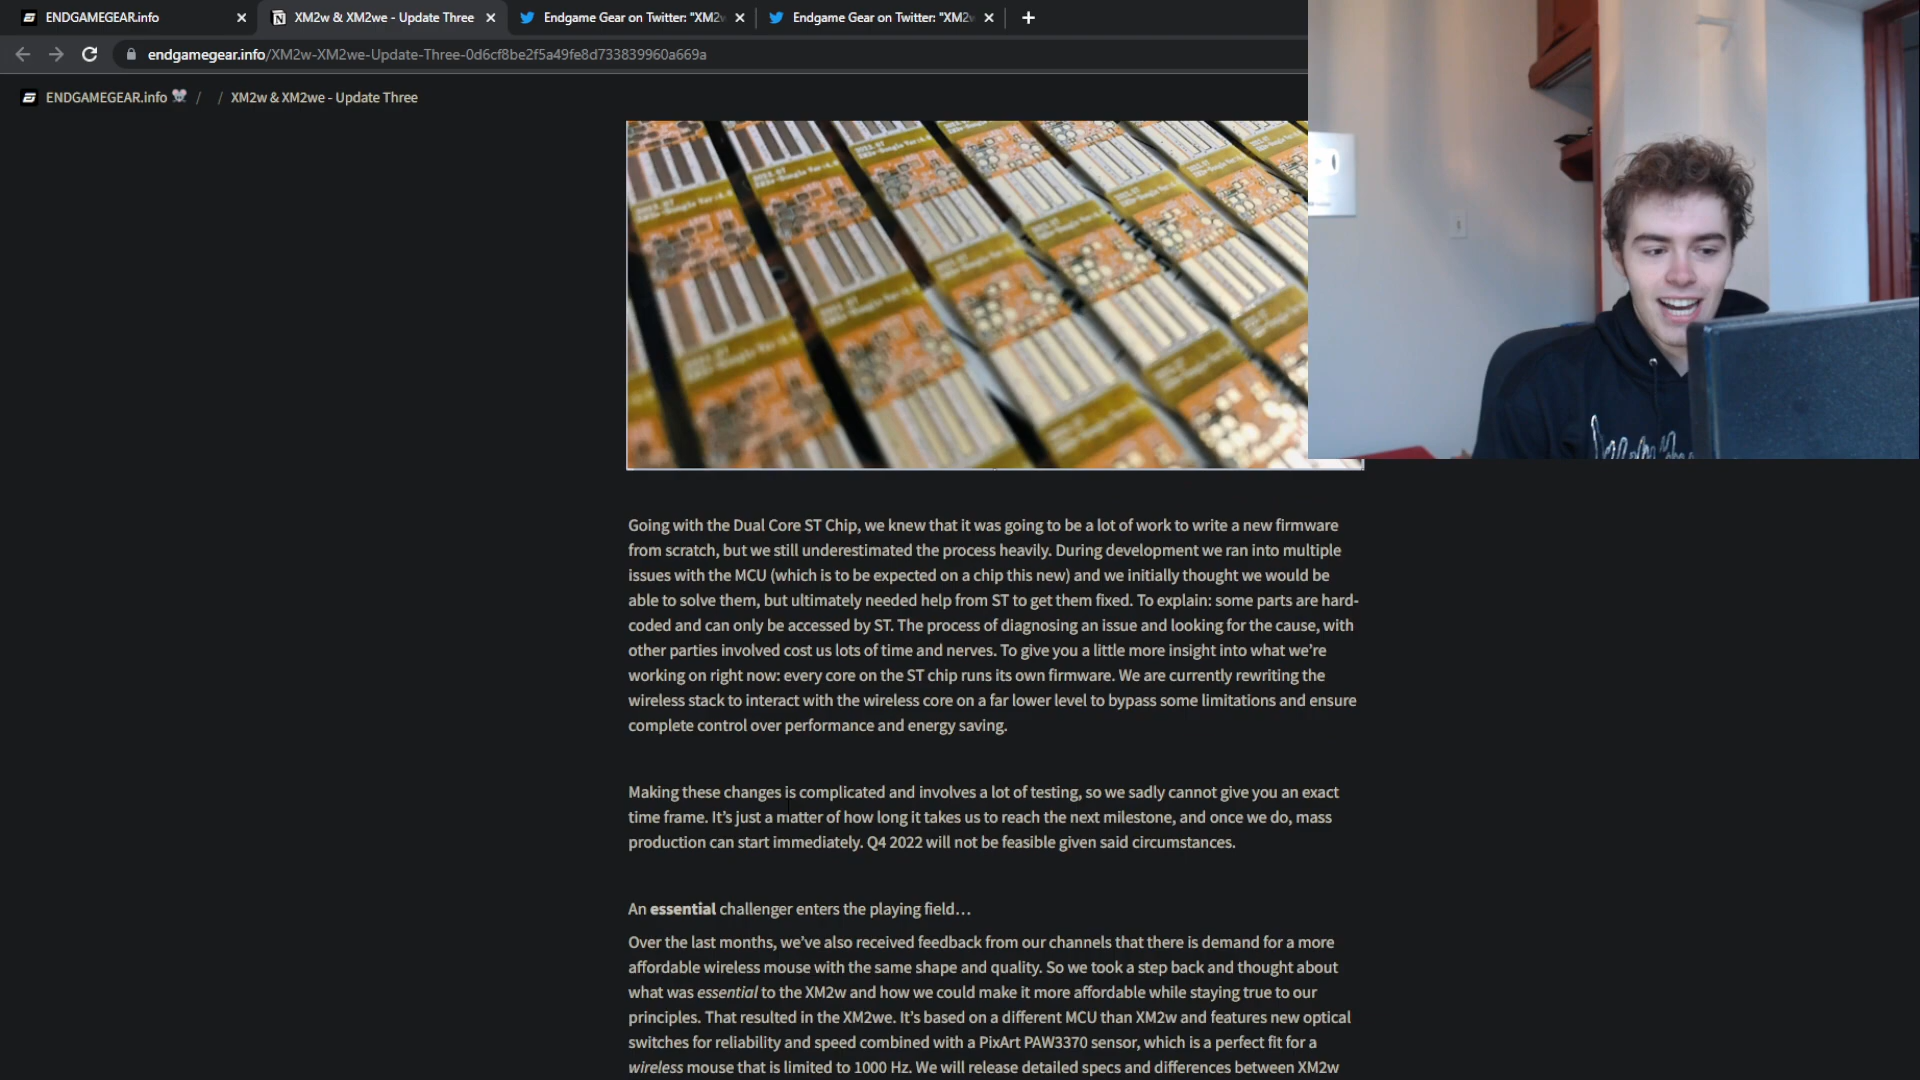 ENDGAMEGEAR.info
XM2w & XM2we - Update Three
Endgame Gear on Twitter: "XM2w
Endgame Gear on Twitter: "XM2w
endgamegear.info/XM2w-XM2we-Update-Three-0d6cf8be2f5a49fe8d733839960a669a
ENDGAMEGEAR.info / / XM2w & XM2we - Update Three
Going with the Dual Core ST Chip, we knew that it was going to be a lot of work to write a new firmware
from scratch, but we still underestimated the process heavily. During development we ran into multiple
issues with the MCU (which is to be expected on a chip this new) and we initially thought we would be
able to solve them, but ultimately needed help from ST to get them fixed. To explain: some parts are hard-
coded and can only be accessed by ST. The process of diagnosing an issue and looking for the cause, with
other parties involved cost us lots of time and nerves. To give you a little more insight into what we're
working on right now: every core on the ST chip runs its own firmware. We are currently rewriting the
wireless stack to interact with the wireless core on a far lower level to bypass some limitations and ensure
complete control over performance and energy saving.
Making these changes is complicated and involves a lot of testing, so we sadly cannot give you an exact
time frame. It's just a matter of how long it takes us to reach the next milestone, and once we do, mass
production can start immediately. Q4 2022 will not be feasible given said circumstances.
An essential challenger enters the playing field…
Over the last months, we've also received feedback from our channels that there is demand for a more
affordable wireless mouse with the same shape and quality. So we took a step back and thought about
what was essential to the XM2w and how we could make it more affordable while staying true to our
principles. That resulted in the XM2we. It's based on a different MCU than XM2w and features new optical
switches for reliability and speed combined with a PixArt PAW3370 sensor, which is a perfect fit for a
wireless mouse that is limited to 1000 Hz. We will release detailed specs and differences between XM2w